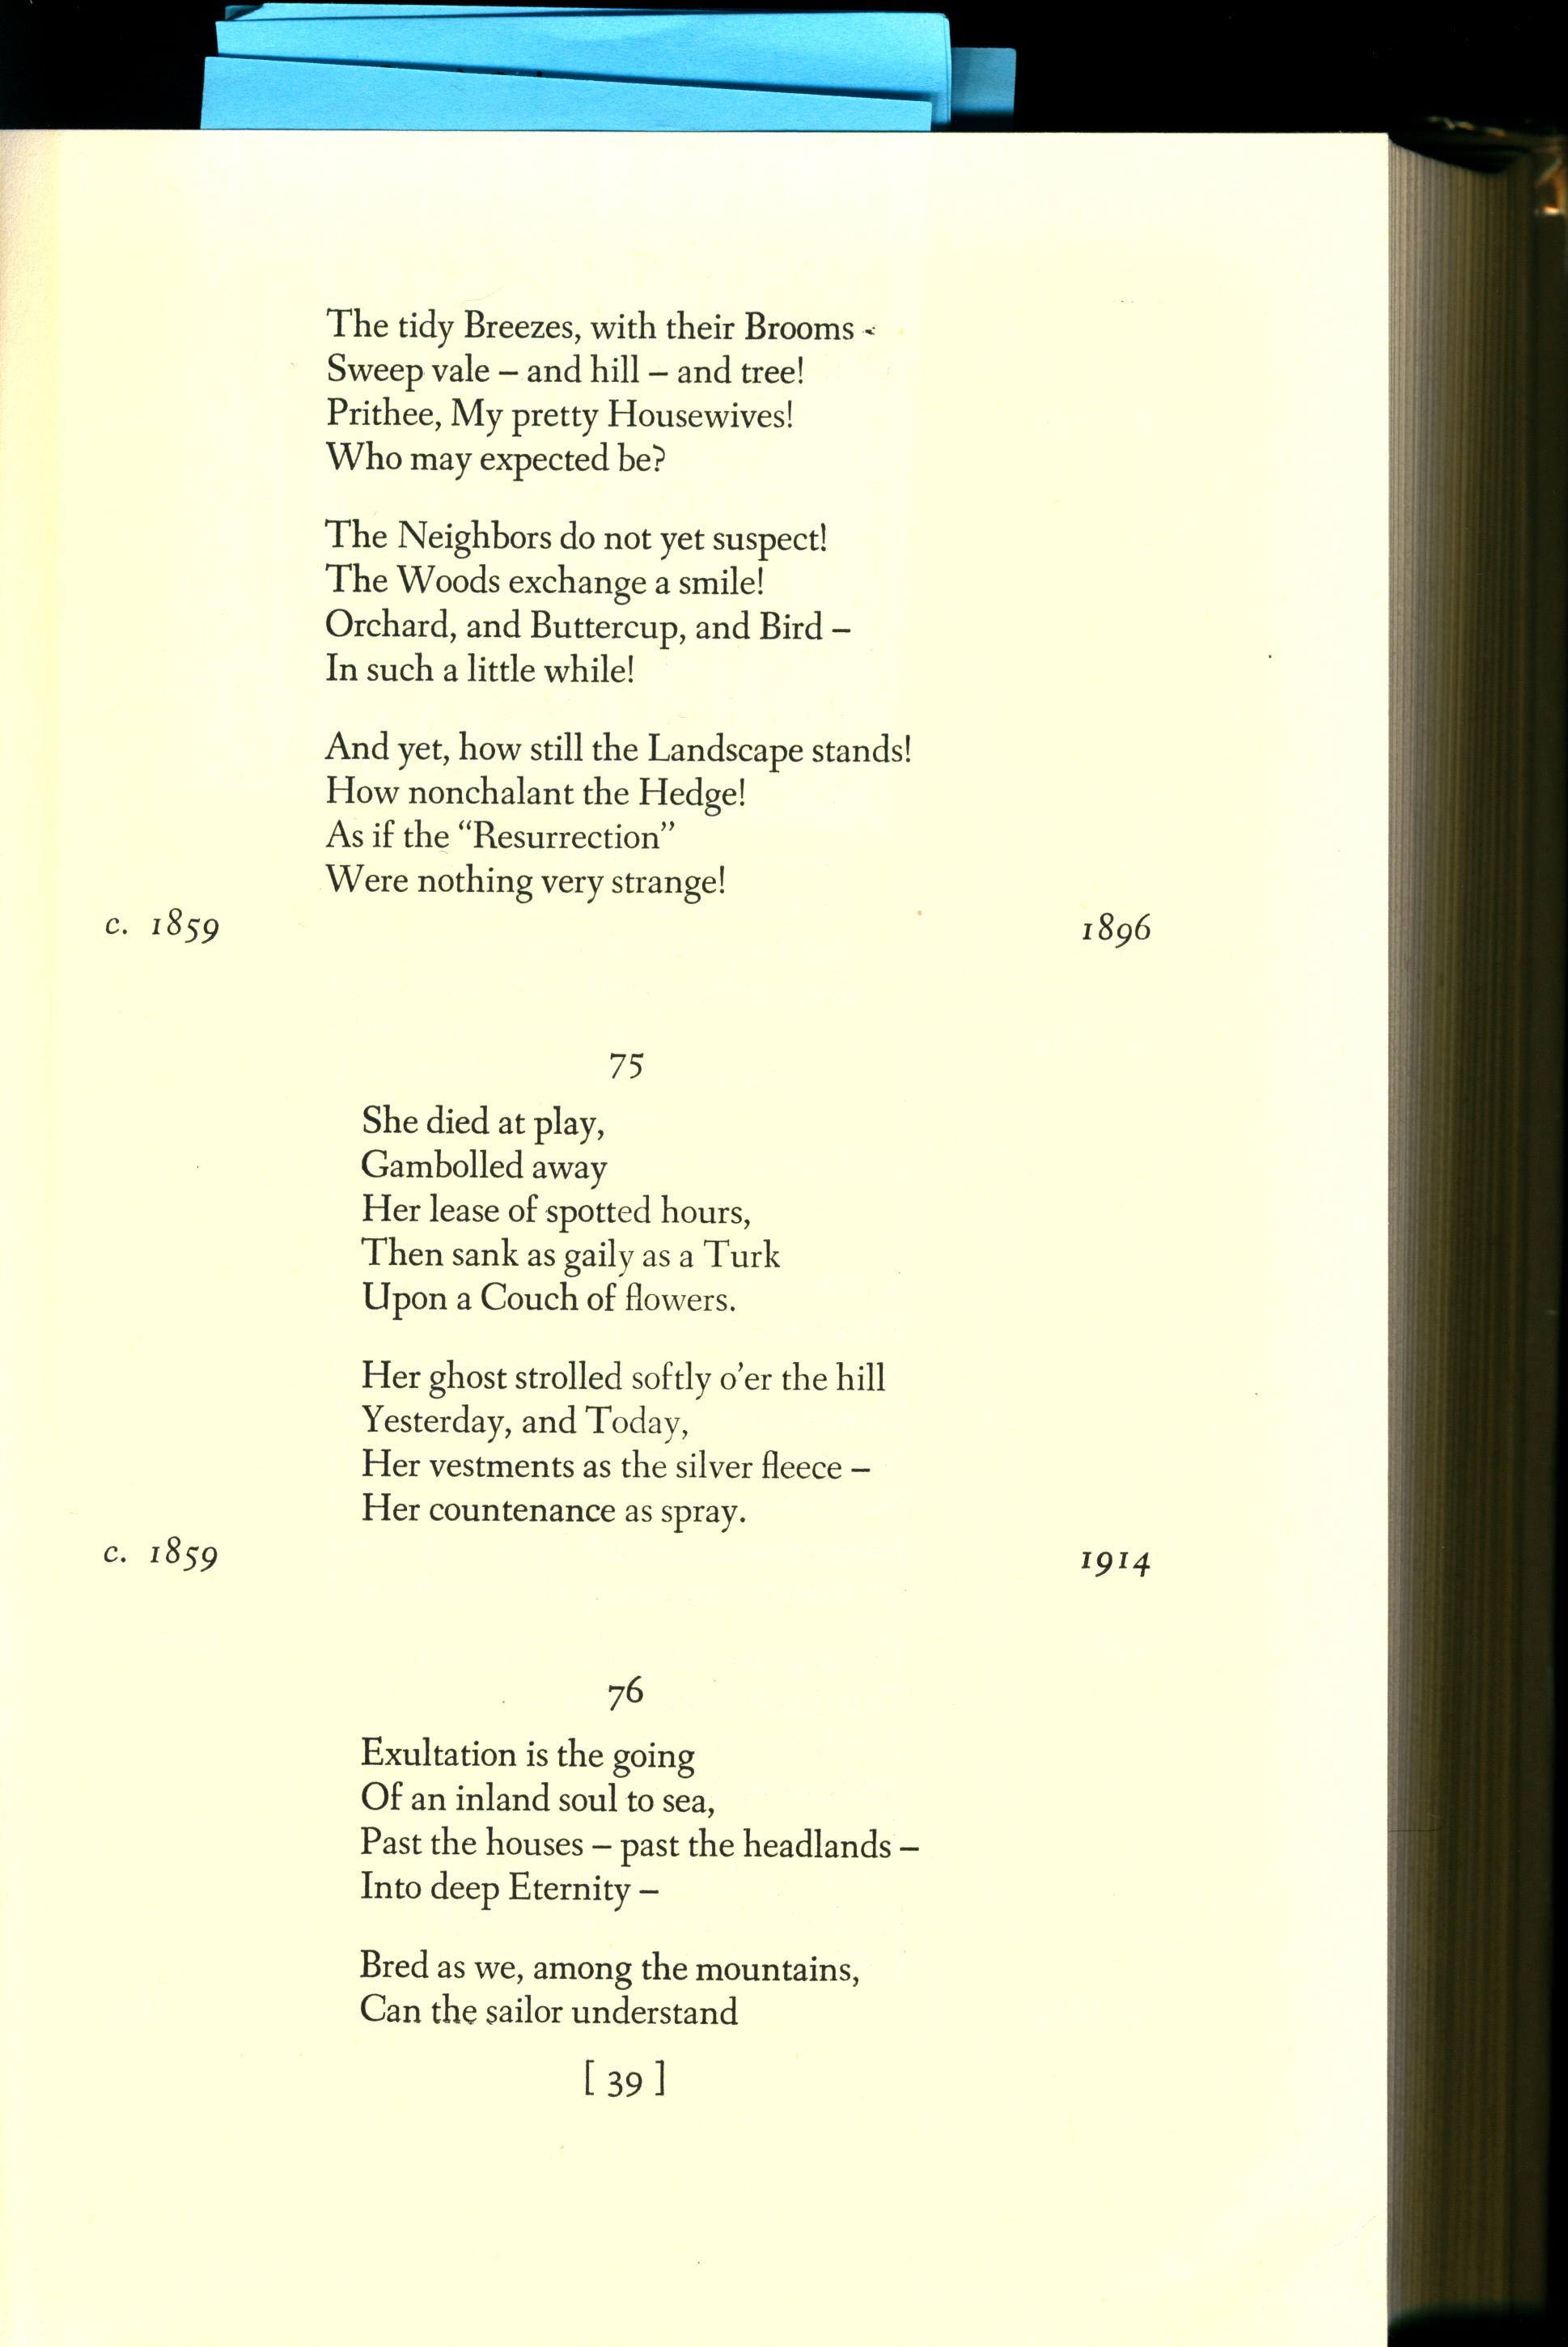 The tidy Breezes, with their Brooms -
Sweep vale – and hill – and tree!
Prithee, My pretty Housewives!
Who may expected be?
The Neighbors do not yet suspect!
The Woods exchange a smile!
Orchard, and Buttercup, and Bird –
In such a little while!
And yet, how still the Landscape stands!
How nonchalant the Hedge!
As if the “Resurrection”
Were nothing very strange!
c. 1859 1896
75
She died at play,
Gambolled away
Her lease of spotted hours,
Then sank as gaily as a Turk
Upon a Couch of flowers.
Her ghost strolled softly o’er the hill
Yesterday, and Today,
Her vestments as the silver fleece –
Her countenance as spray.
c. 1859 1914
76
Exultation is the going
Of an inland soul to sea,
Past the houses – past the headlands –
Into deep Eternity –
Bred as we, among the mountains,
Can the sailor understand
[ 39 ]